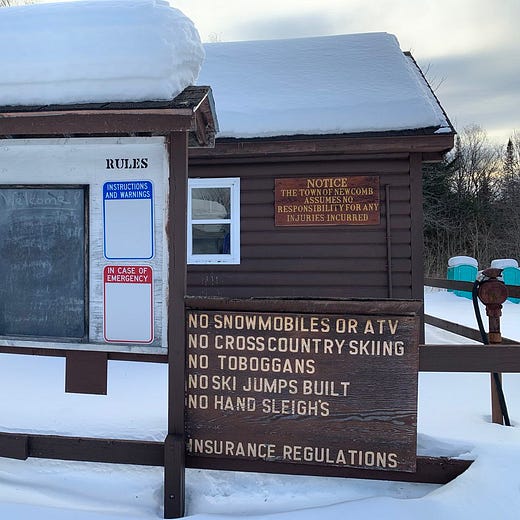 RULES
Welcome
INSTRUCTIONS
AND WARNINGS
IN CASE OF
EMERGENCY
NOTICE
THE TOWN OF NEWCOMB
ASSUMES NO
RESPONSIBILITY FOR ANY
INJURIES INCURRED
NO SNOWMOBILES OR ATV
NO CROSS COUNTRY SKIING
NO TOBOGGANS
NO SKI JUMPS BUILT
NO HAND SLEIGH'S
INSURANCE REGULATIONS